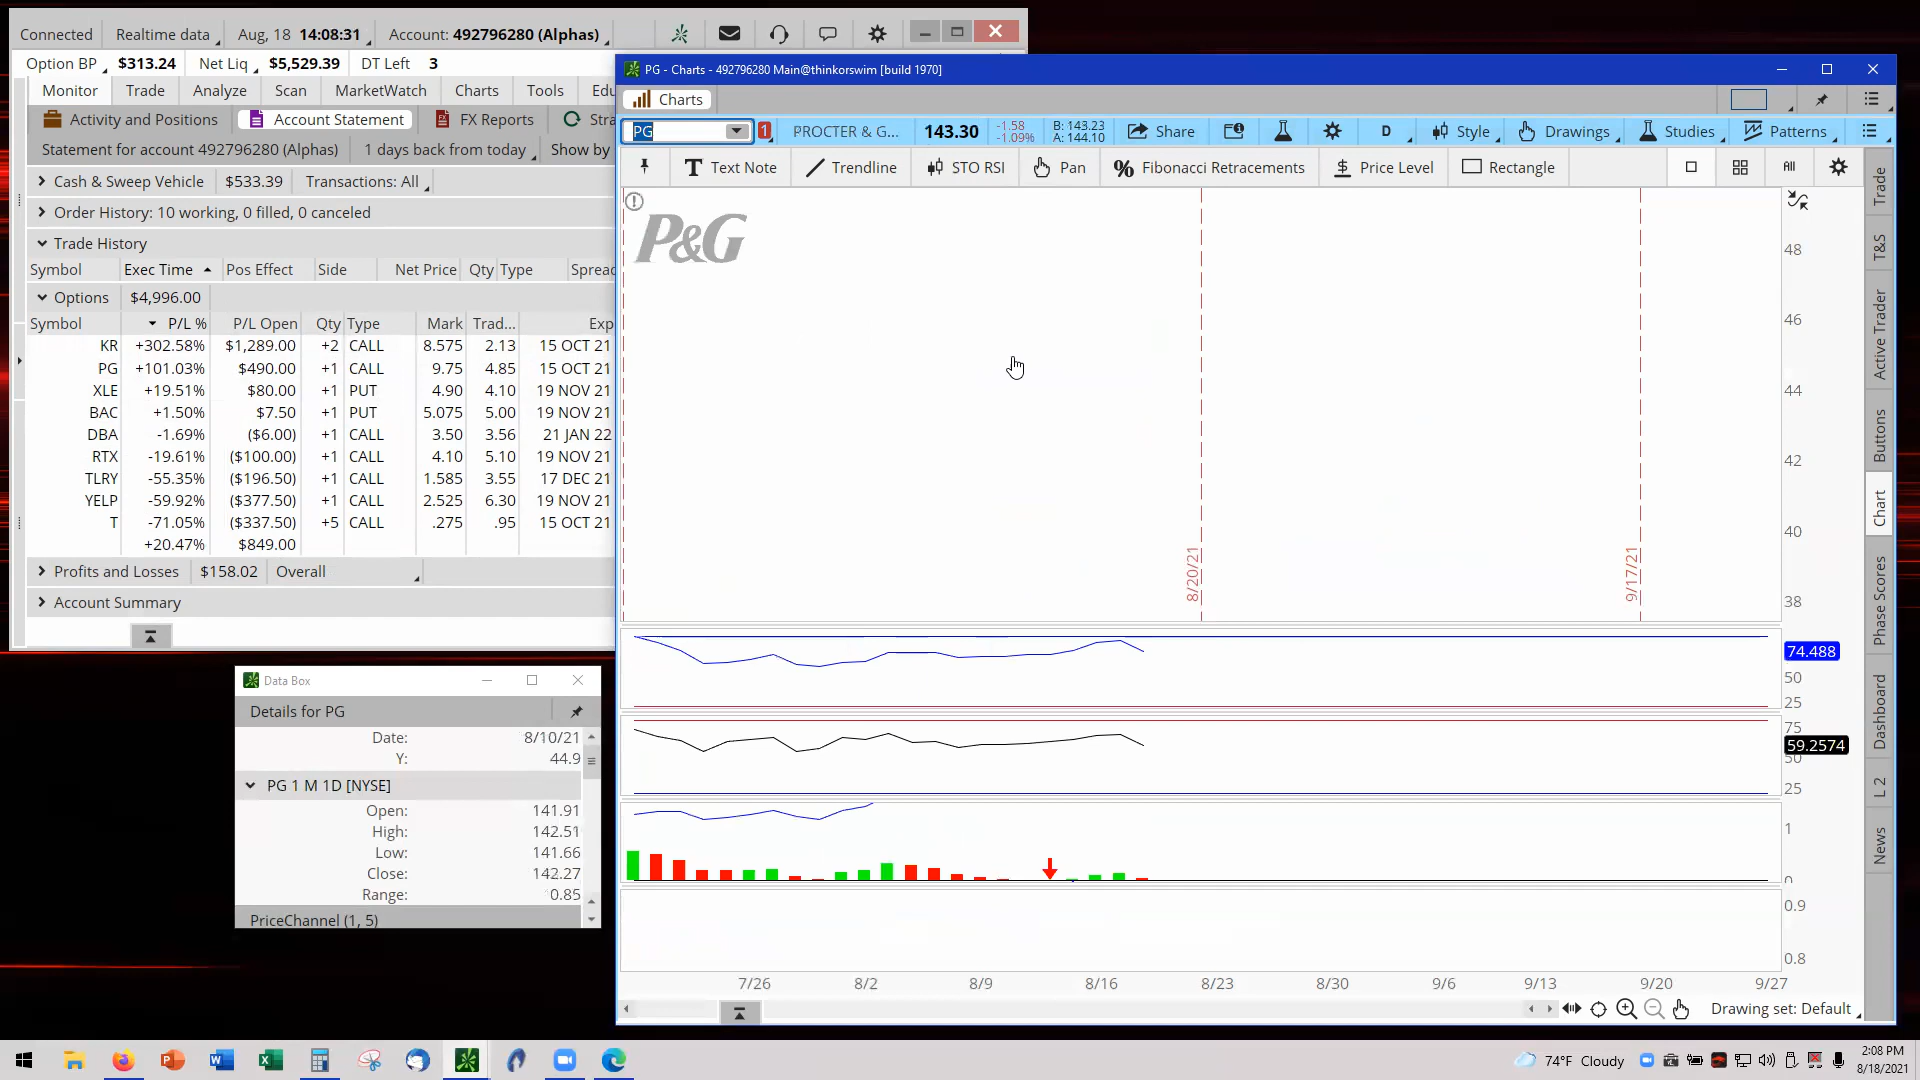 Connected Realtime data Aug, 18 14:08:31 Account: 492796280 (Alphas)
Option BP $313.24 Net Liq $5,529.39 DT Left 3
Monitor Trade Analyze Scan MarketWatch Charts Tools Edu
Activity and Positions Account Statement FX Reports Stra
Statement for account 492796280 (Alphas) 1 days back from today Show by
Cash & Sweep Vehicle $533.39 Transactions: All
Order History: 10 working, 0 filled, 0 canceled
Trade History
Symbol Exec Time Pos Effect Side Net Price Qty Type Spread
Options $4,996.00
Symbol P/L % P/L Open Qty Type Mark Trad... Exp
KR +302.58% $1,289.00 +2 CALL 8.575 2.13 15 OCT 21
PG +101.03% $490.00 +1 CALL 9.75 4.85 15 OCT 21
XLE +19.51% $80.00 +1 PUT 4.90 4.10 19 NOV 21
BAC +1.50% $7.50 +1 PUT 5.075 5.00 19 NOV 21
DBA -1.69% ($6.00) +1 CALL 3.50 3.56 21 JAN 22
RTX -19.61% ($100.00) +1 CALL 4.10 5.10 19 NOV 21
TLRY -55.35% ($196.50) +1 CALL 1.585 3.55 17 DEC 21
YELP -59.92% ($377.50) +1 CALL 2.525 6.30 19 NOV 21
T -71.05% ($337.50) +5 CALL .275 .95 15 OCT 21
+20.47% $849.00
Profits and Losses $158.02 Overall
Account Summary
Data Box
Details for PG
Date: 8/10/21
Y: 44.9
PG 1 M 1D [NYSE]
Open: 141.91
High: 142.51
Low: 141.66
Close: 142.27
Range: 0.85
PriceChannel (1, 5)
PG - Charts - 492796280 Main@thinkorswim [build 1970]
Charts
PG 1 PROCTER & G... 143.30 -1.58 -1.09% B: 143.23 A: 144.10 Share D Style Drawings Studies Patterns
Text Note Trendline STO RSI Pan % Fibonacci Retracements $ Price Level Rectangle All
P&G
48
46
44
42
40
38
8/20/21
9/17/21
74.488
50
25
75
59.2574
50
25
1
0
0.9
0.8
7/26 8/2 8/9 8/16 8/23 8/30 9/6 9/13 9/20 9/27
Drawing set: Default
Trade
T&S
Active Trader
Buttons
Chart
Phase Scores
Dashboard
L 2
News
74°F Cloudy
2:08 PM
8/18/2021